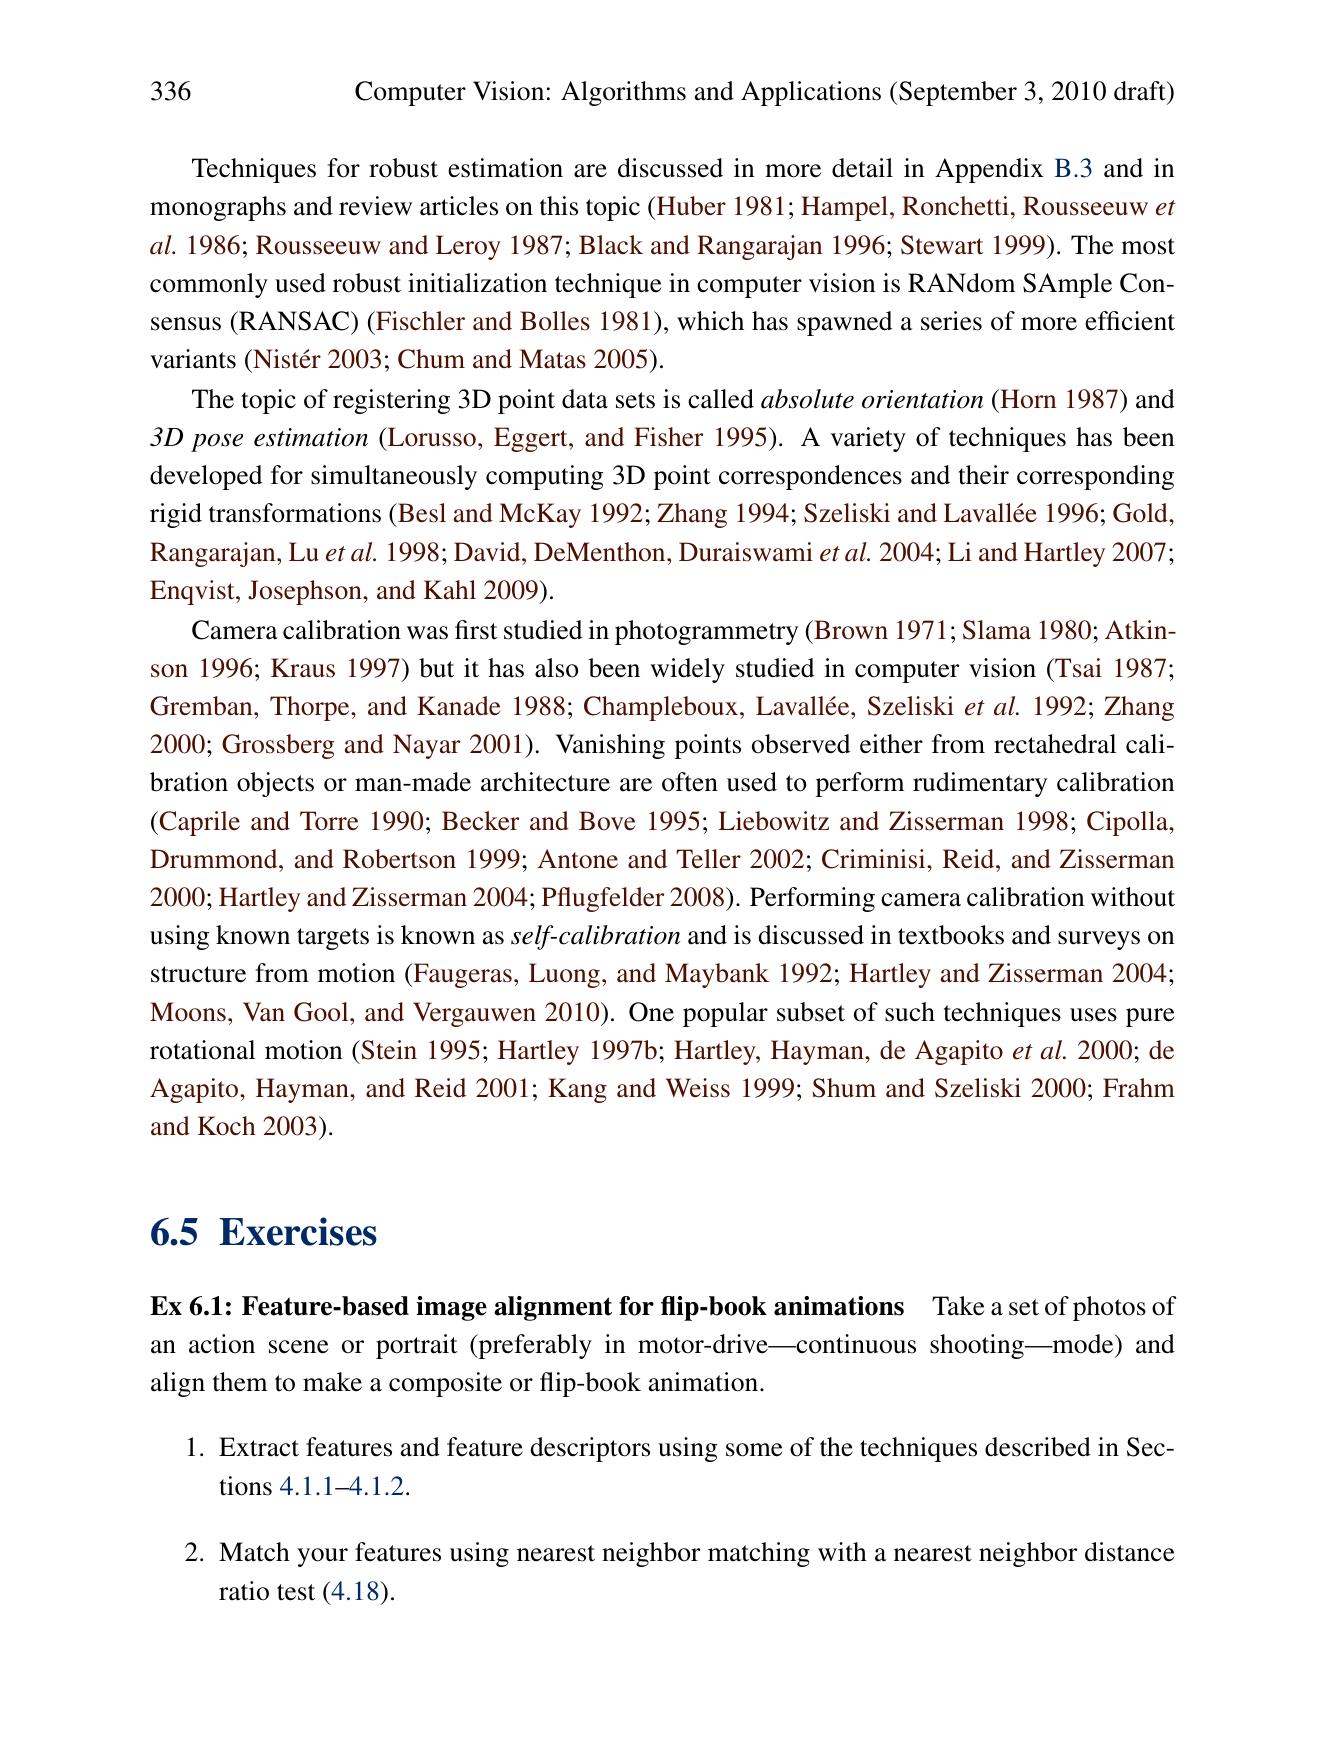 336 Computer Vision: Algorithms and Applications (September 3, 2010 draft)
Techniques for robust estimation are discussed in more detail in Appendix B.3 and in
monographs and review articles on this topic (Huber 1981; Hampel, Ronchetti, Rousseeuw et
al. 1986; Rousseeuw and Leroy 1987; Black and Rangarajan 1996; Stewart 1999). The most
commonly used robust initialization technique in computer vision is RANdom SAmple Con-
sensus (RANSAC) (Fischler and Bolles 1981), which has spawned a series of more efficient
variants (Nistér 2003; Chum and Matas 2005).
The topic of registering 3D point data sets is called absolute orientation (Horn 1987) and
3D pose estimation (Lorusso, Eggert, and Fisher 1995). A variety of techniques has been
developed for simultaneously computing 3D point correspondences and their corresponding
rigid transformations (Besl and McKay 1992; Zhang 1994; Szeliski and Lavallée 1996; Gold,
Rangarajan, Lu et al. 1998; David, DeMenthon, Duraiswami et al. 2004; Li and Hartley 2007;
Enqvist, Josephson, and Kahl 2009).
Camera calibration was first studied in photogrammetry (Brown 1971; Slama 1980; Atkin-
son 1996; Kraus 1997) but it has also been widely studied in computer vision (Tsai 1987;
Gremban, Thorpe, and Kanade 1988; Champleboux, Lavallée, Szeliski et al. 1992; Zhang
2000; Grossberg and Nayar 2001). Vanishing points observed either from rectahedral cali-
bration objects or man-made architecture are often used to perform rudimentary calibration
(Caprile and Torre 1990; Becker and Bove 1995; Liebowitz and Zisserman 1998; Cipolla,
Drummond, and Robertson 1999; Antone and Teller 2002; Criminisi, Reid, and Zisserman
2000; Hartley and Zisserman 2004; Pflugfelder 2008). Performing camera calibration without
using known targets is known as self-calibration and is discussed in textbooks and surveys on
structure from motion (Faugeras, Luong, and Maybank 1992; Hartley and Zisserman 2004;
Moons, Van Gool, and Vergauwen 2010). One popular subset of such techniques uses pure
rotational motion (Stein 1995; Hartley 1997b; Hartley, Hayman, de Agapito et al. 2000; de
Agapito, Hayman, and Reid 2001; Kang and Weiss 1999; Shum and Szeliski 2000; Frahm
and Koch 2003).
6.5 Exercises
Ex 6.1: Feature-based image alignment for flip-book animations Take a set of photos of
an action scene or portrait (preferably in motor-drive—continuous shooting—mode) and
align them to make a composite or flip-book animation.
1. Extract features and feature descriptors using some of the techniques described in Sec-
tions 4.1.1–4.1.2.
2. Match your features using nearest neighbor matching with a nearest neighbor distance
ratio test (4.18).